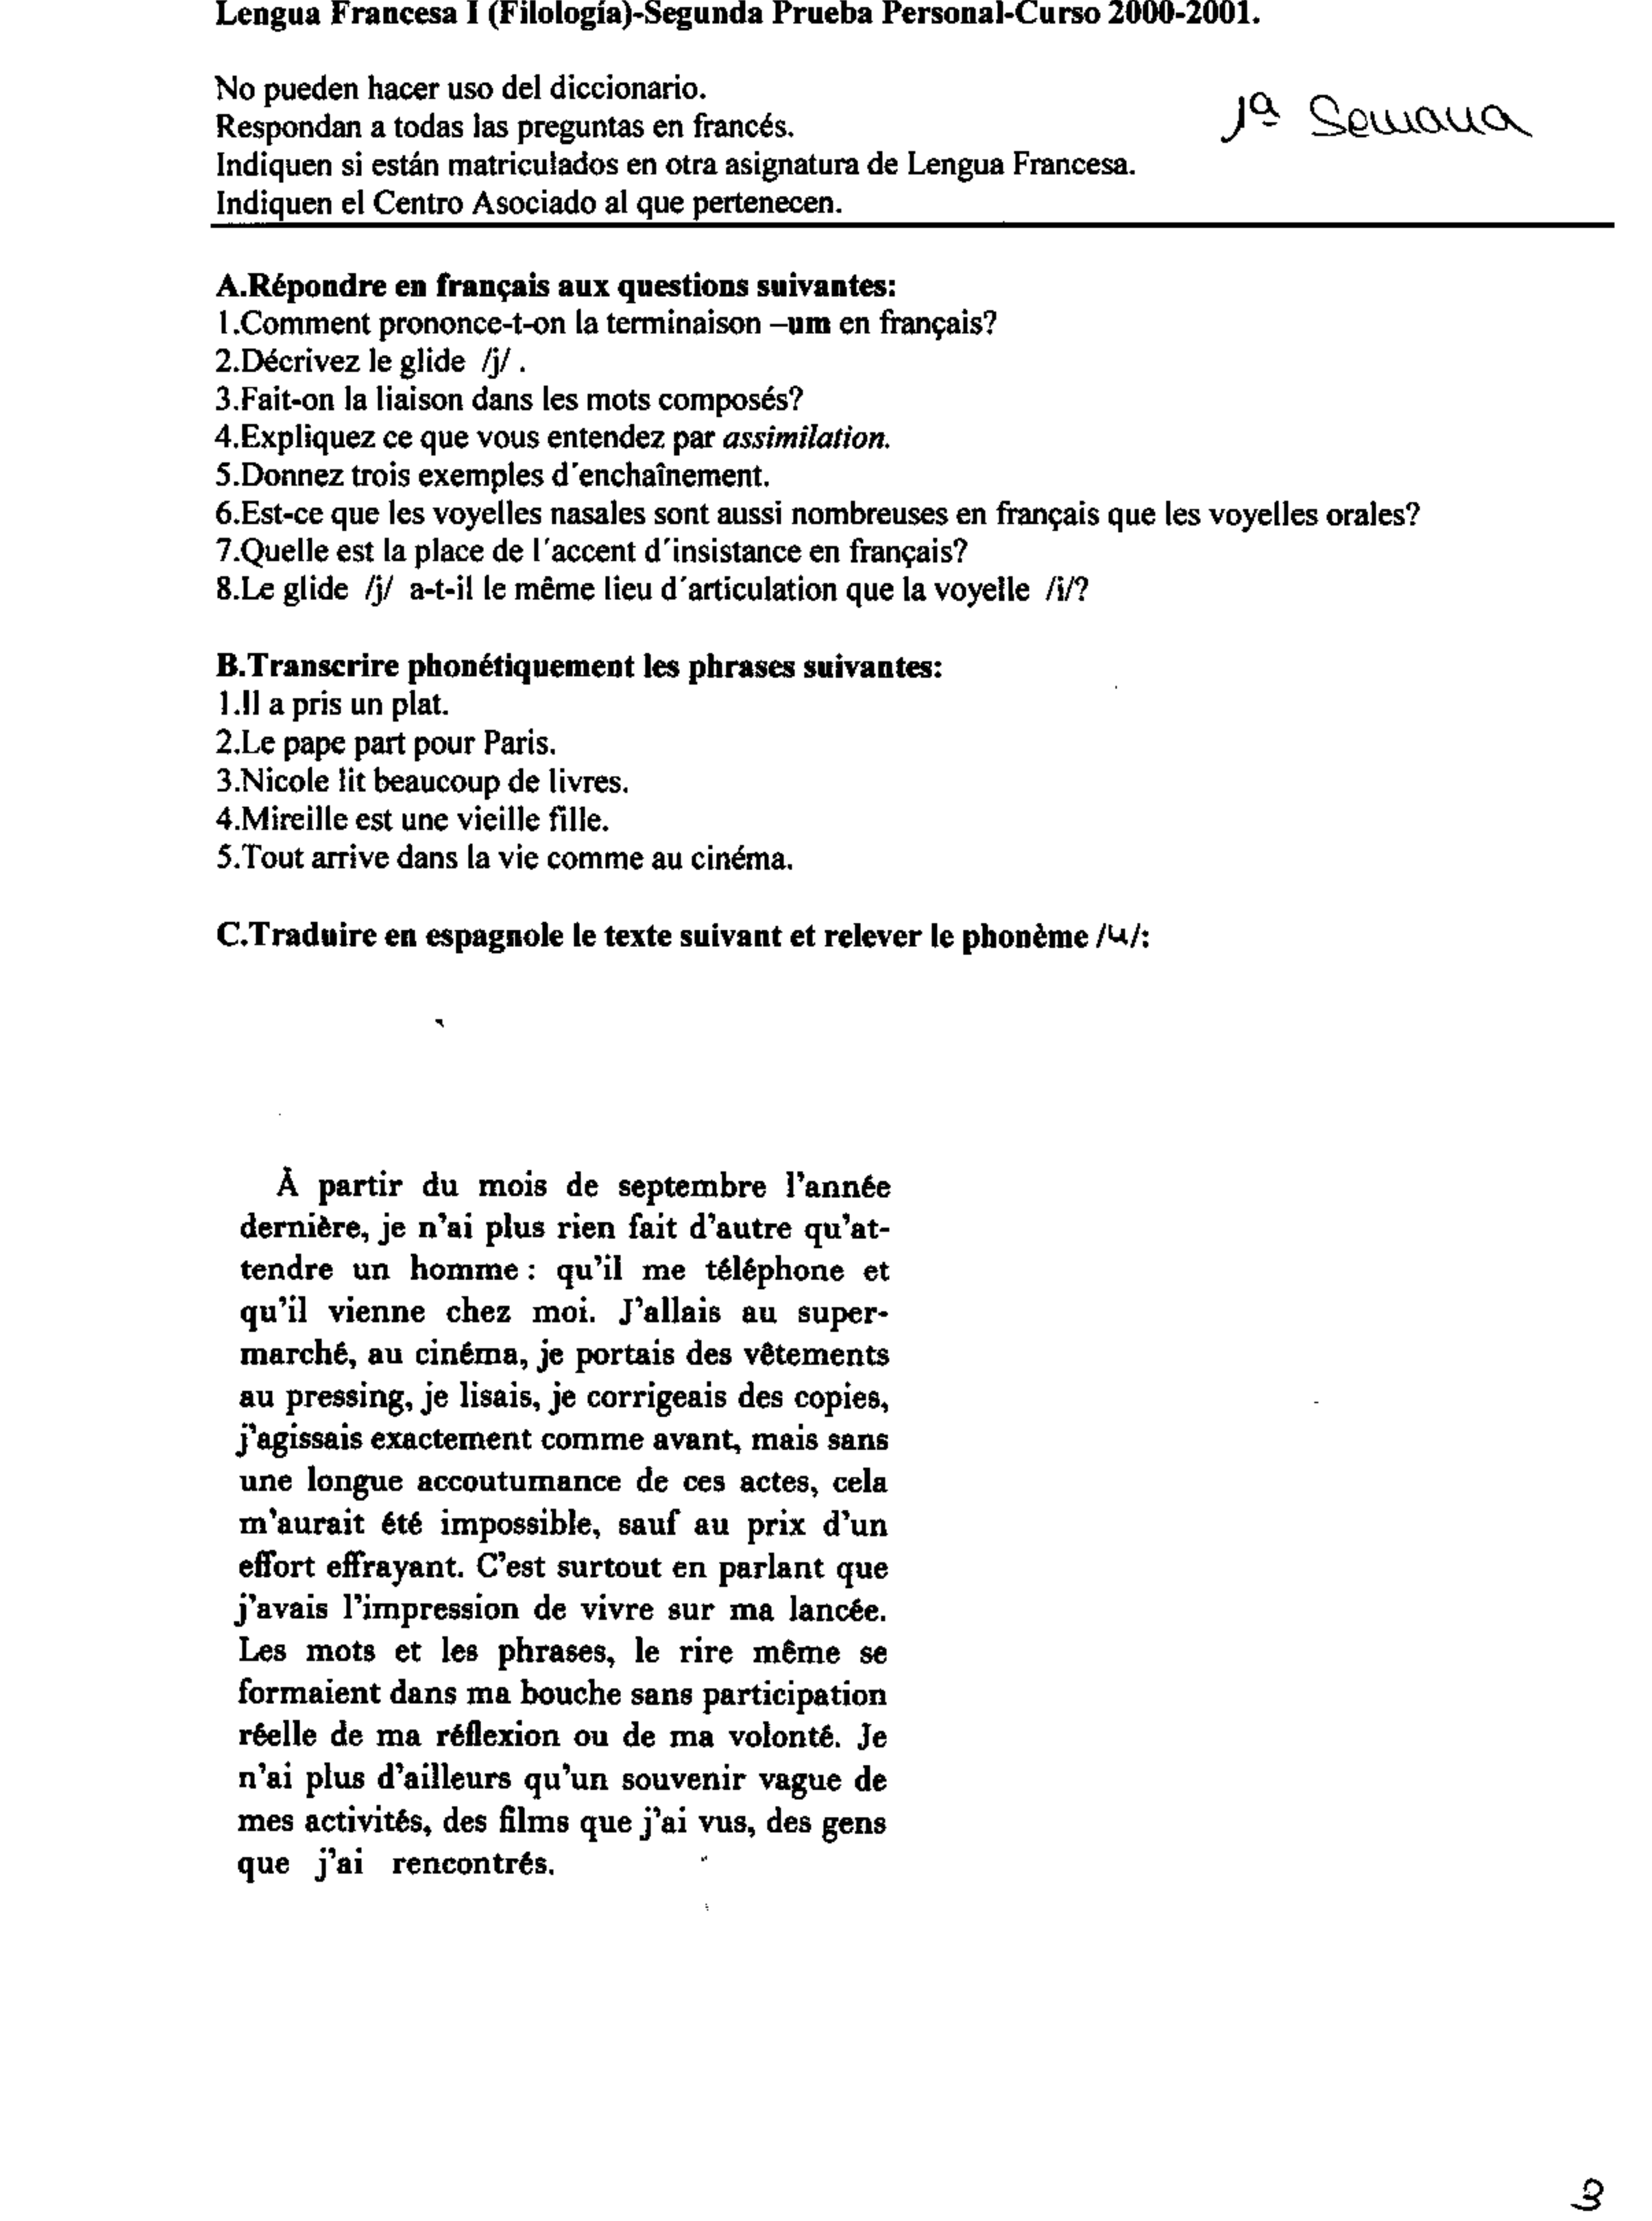 Lengua Francesa I (Filología)-Segunda Prueba Personal-Curso 2000-2001.
No pueden hacer uso del diccionario.
1ª Semana
Respondan a todas las preguntas en francés.
Indiquen si están matriculados en otra asignatura de Lengua Francesa.
Indiquen el Centro Asociado al que pertenecen.
A.Répondre en français aux questions suivantes:
1.Comment prononce-t-on la terminaison –um en français?
2.Décrivez le glide /j/ .
3.Fait-on la liaison dans les mots composés?
4.Expliquez ce que vous entendez par assimilation.
5.Donnez trois exemples d´enchaînement.
6.Est-ce que les voyelles nasales sont aussi nombreuses en français que les voyelles orales?
7.Quelle est la place de l´accent d´insistance en français?
8.Le glide /j/ a-t-il le même lieu d´articulation que la voyelle /i/?
B.Transcrire phonétiquement les phrases suivantes:
1.Il a pris un plat.
2.Le pape part pour Paris.
3.Nicole lit beaucoup de livres.
4.Mireille est une vieille fille.
5.Tout arrive dans la vie comme au cinéma.
C.Traduire en espagnole le texte suivant et relever le phonème /ɥ/:
À partir du mois de septembre l'année
dernière, je n'ai plus rien fait d'autre qu'at-
tendre un homme : qu'il me téléphone et
qu'il vienne chez moi. J'allais au super-
marché, au cinéma, je portais des vêtements
au pressing, je lisais, je corrigeais des copies,
j'agissais exactement comme avant, mais sans
une longue accoutumance de ces actes, cela
m'aurait été impossible, sauf au prix d'un
effort effrayant. C'est surtout en parlant que
j'avais l'impression de vivre sur ma lancée.
Les mots et les phrases, le rire même se
formaient dans ma bouche sans participation
réelle de ma réflexion ou de ma volonté. Je
n'ai plus d'ailleurs qu'un souvenir vague de
mes activités, des films que j'ai vus, des gens
que j'ai rencontrés.
3